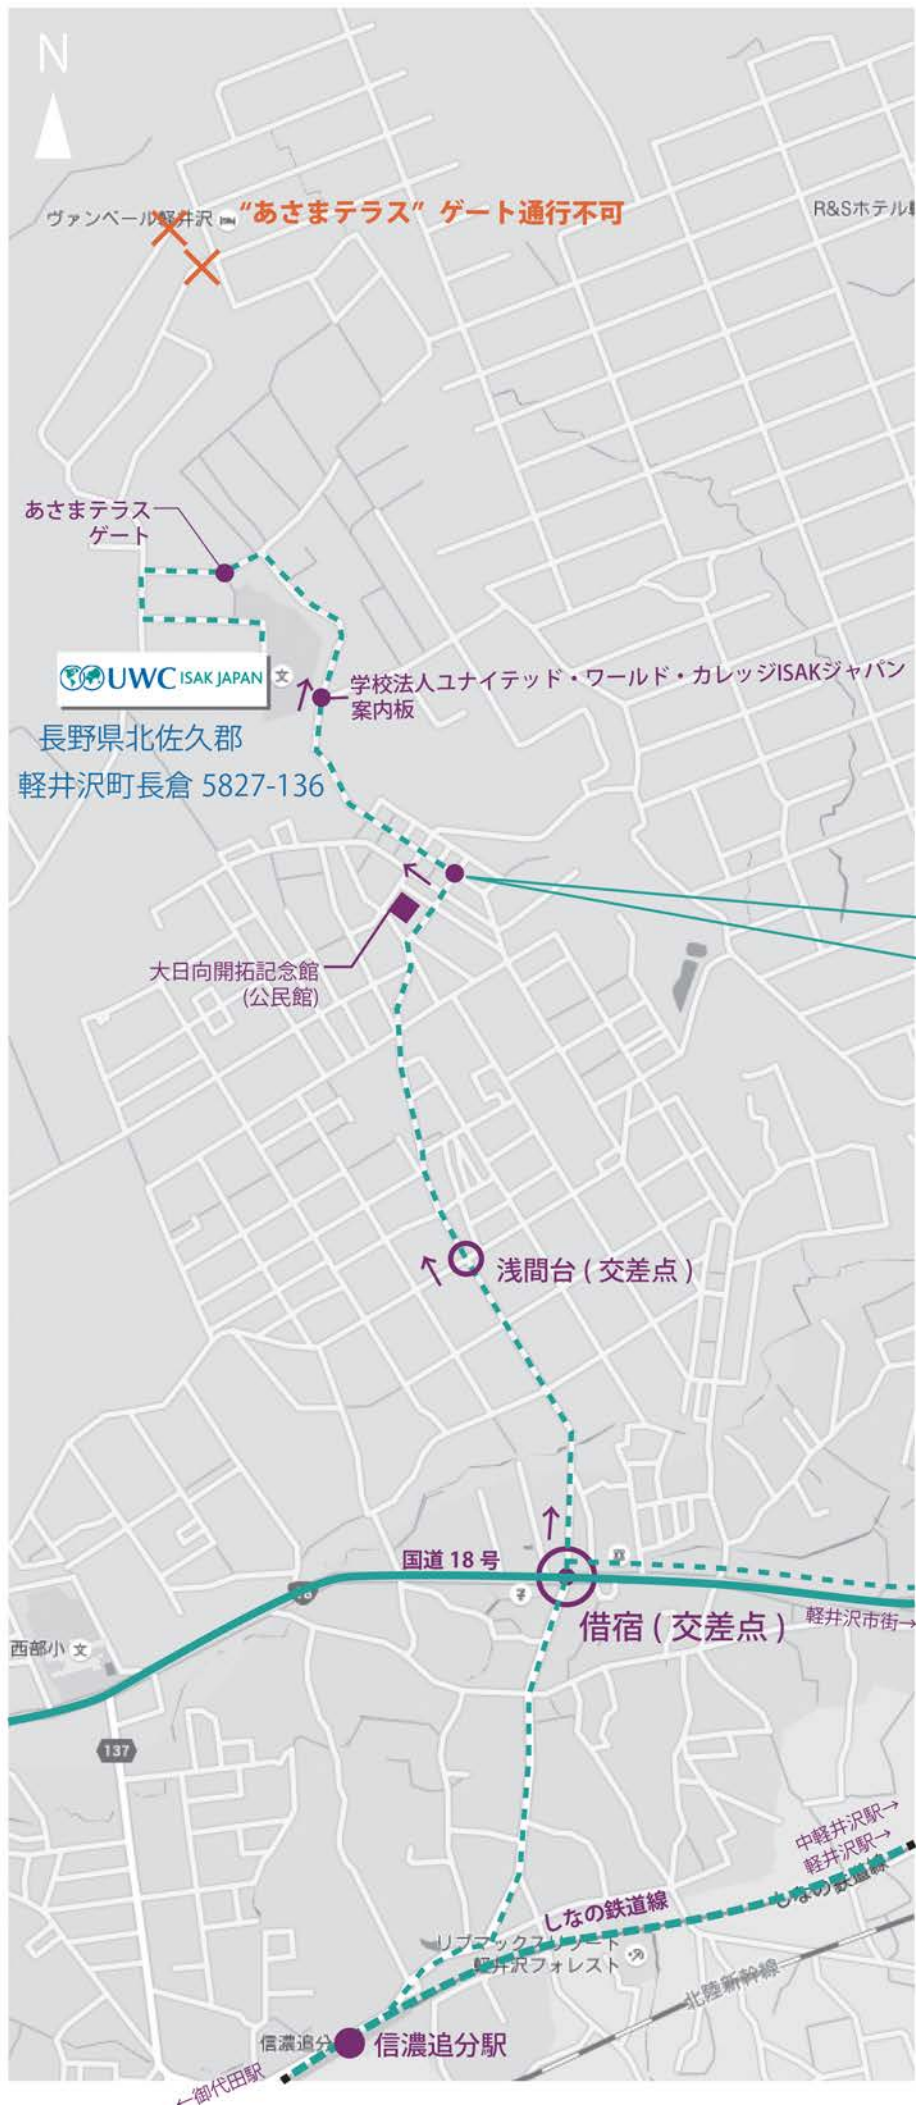 N
ヴァンベール軽井沢
“あさまテラス”ゲート通行不可
R&Sホテル
あさまテラス
ゲート
UWC ISAK JAPAN
文
学校法人ユナイテッド・ワールド・カレッジISAKジャパン
案内板
長野県北佐久郡
軽井沢町長倉 5827-136
大日向開拓記念館
(公民館)
浅間台 ( 交差点 )
国道 18 号
18
借宿 ( 交差点 )
軽井沢市街→
西部小 文
137
中軽井沢駅→
軽井沢駅→
しなの鉄道線
しなの鉄道線
リブマックスリゾート
軽井沢フォレスト
北陸新幹線
信濃追分
信濃追分駅
←御代田駅